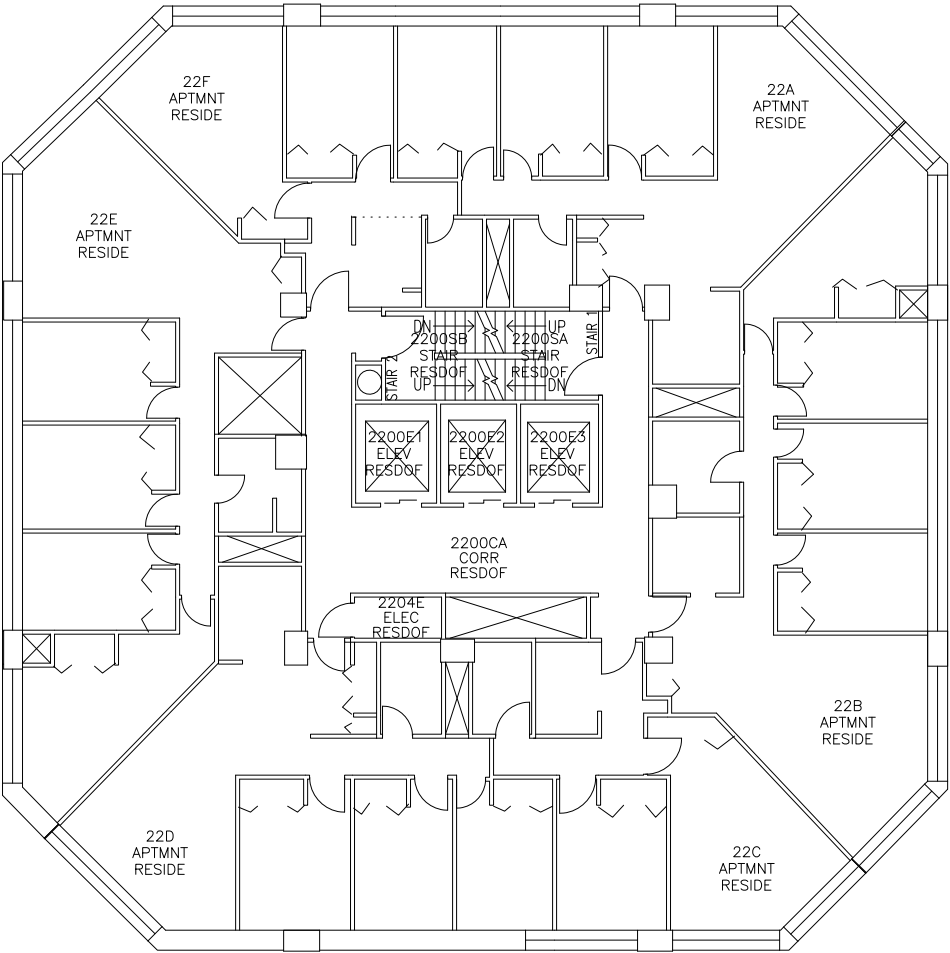 22F
APTMNT
RESIDE
22A
APTMNT
RESIDE
22E
APTMNT
RESIDE
DN
2200SB
STAIR
RESDOF
UP
STAIR 2
UP
2200SA
STAIR
RESDOF
DN
STAIR 1
2200E1
ELEV
RESDOF
2200E2
ELEV
RESDOF
2200E3
ELEV
RESDOF
2200CA
CORR
RESDOF
2204E
ELEC
RESDOF
22B
APTMNT
RESIDE
22D
APTMNT
RESIDE
22C
APTMNT
RESIDE